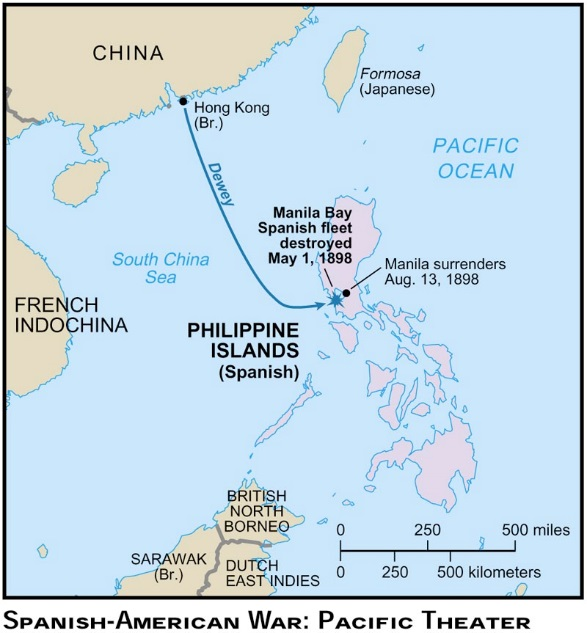 CHINA
Formosa
(Japanese)
Hong Kong
(Br.)
PACIFIC
OCEAN
Dewey
Manila Bay
Spanish fleet
destroyed
May 1, 1898
South China
Sea
Manila surrenders
Aug. 13, 1898
FRENCH
INDOCHINA
PHILIPPINE
ISLANDS
(Spanish)
BRITISH
NORTH
BORNEO
SARAWAK
(Br.)
DUTCH
EAST INDIES
0 250 500 miles
0 250 500 kilometers
SPANISH-AMERICAN WAR: PACIFIC THEATER